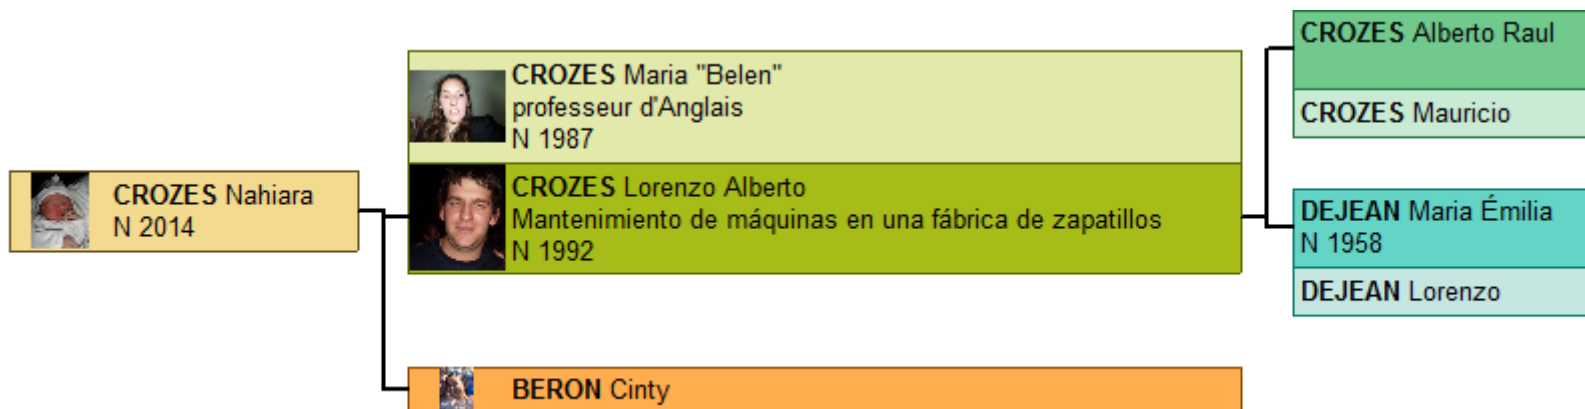 CROZES Nahiara
N 2014
CROZES Maria "Belen"
professeur d'Anglais
N 1987
CROZES Lorenzo Alberto
Mantenimiento de máquinas en una fábrica de zapatillos
N 1992
BERON Cinty
CROZES Alberto Raul
CROZES Mauricio
DEJEAN Maria Émilia
N 1958
DEJEAN Lorenzo